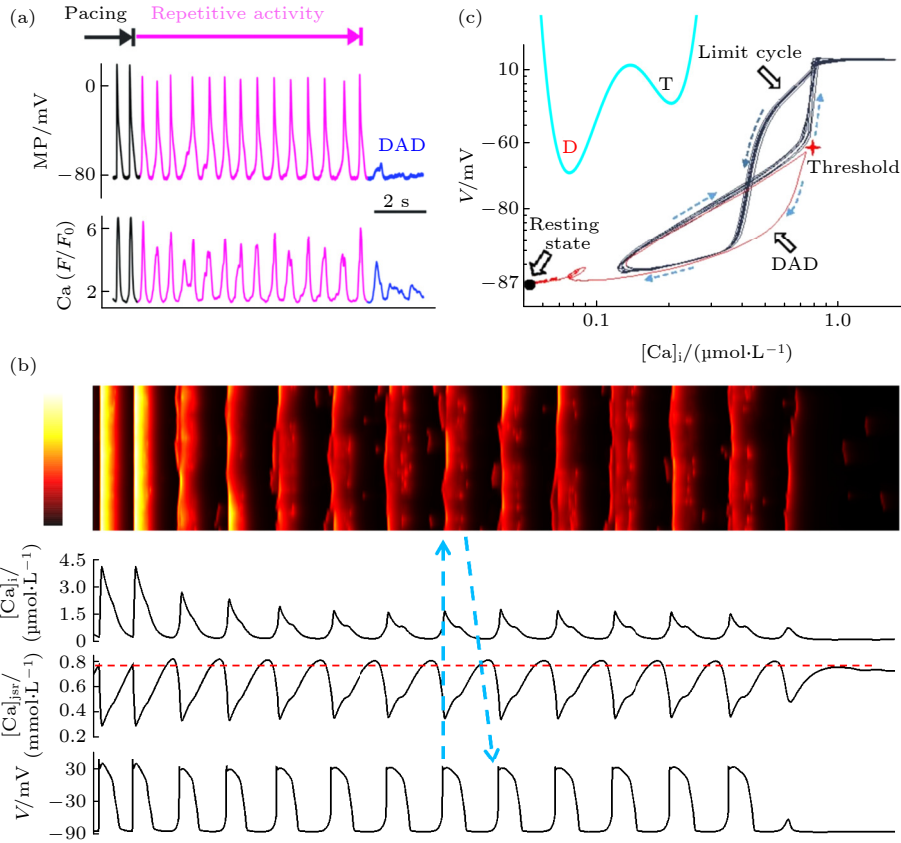 (a)
Pacing
Repetitive activity
0
−80
MP/mV
DAD
2 s
6
2
Ca (F/F0)
(c)
D
T
Limit cycle
10
−60
−80
−87
V/mV
Threshold
Resting
state
DAD
0.1
1.0
[Ca]i/(µmol·L−1)
(b)
4.5
3.0
1.5
0
[Ca]i/
(µmol·L−1)
0.8
0.6
0.4
0.2
[Ca]jsr/
(mmol·L−1)
30
−30
−90
V/mV